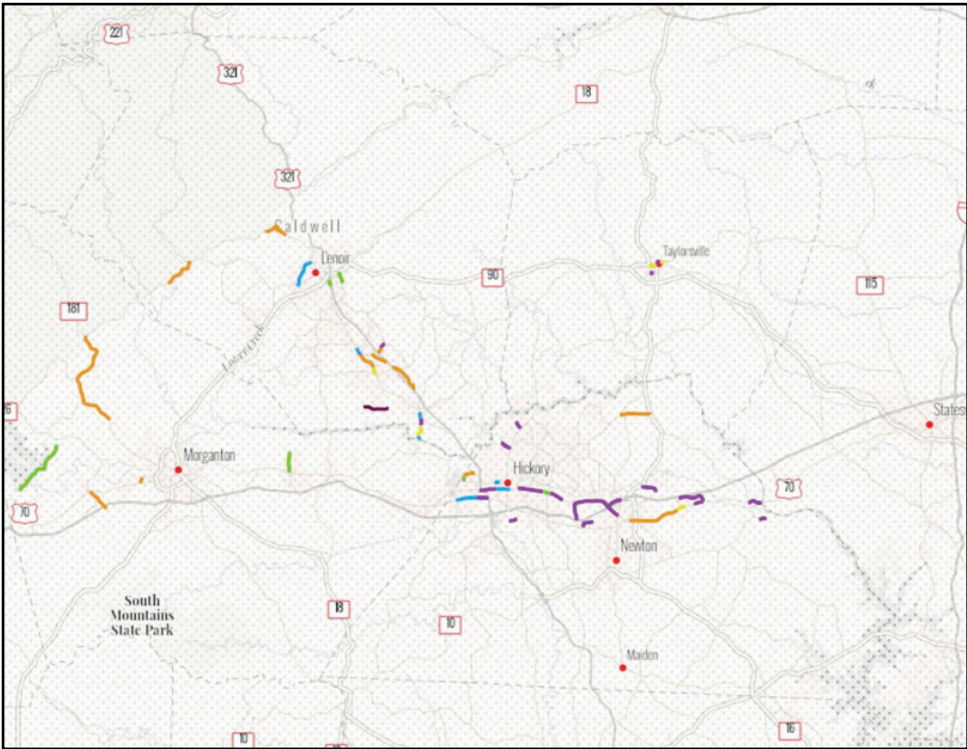 221
321
18
321
Caldwell
Lenoir
Taylorsville
90
115
181
Lower Creek
States
Morganton
Hickory
70
70
Newton
South
Mountains
State Park
18
10
Maiden
10
16